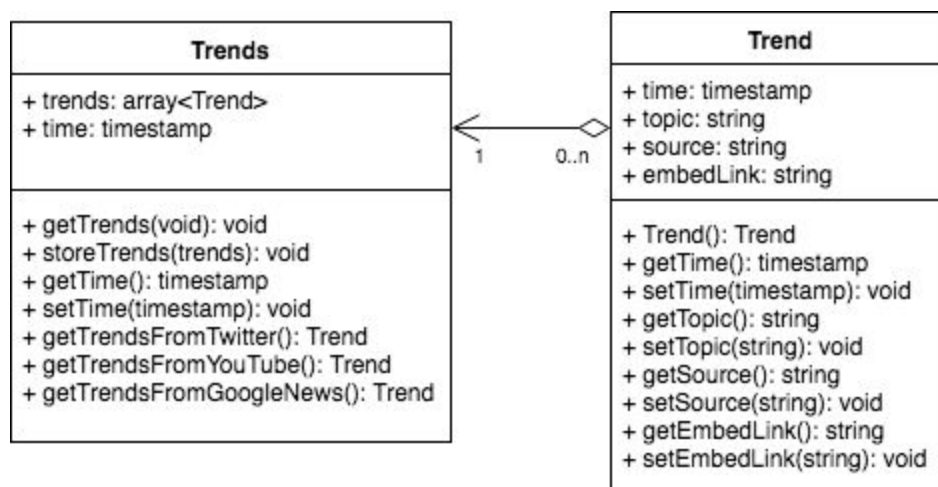 Trends
+ trends: array<Trend>
+ time: timestamp
+ getTrends(void): void
+ storeTrends(trends): void
+ getTime(): timestamp
+ setTime(timestamp): void
+ getTrendsFromTwitter(): Trend
+ getTrendsFromYouTube(): Trend
+ getTrendsFromGoogleNews(): Trend
1
0..n
Trend
+ time: timestamp
+ topic: string
+ source: string
+ embedLink: string
+ Trend(): Trend
+ getTime(): timestamp
+ setTime(timestamp): void
+ getTopic(): string
+ setTopic(string): void
+ getSource(): string
+ setSource(string): void
+ getEmbedLink(): string
+ setEmbedLink(string): void